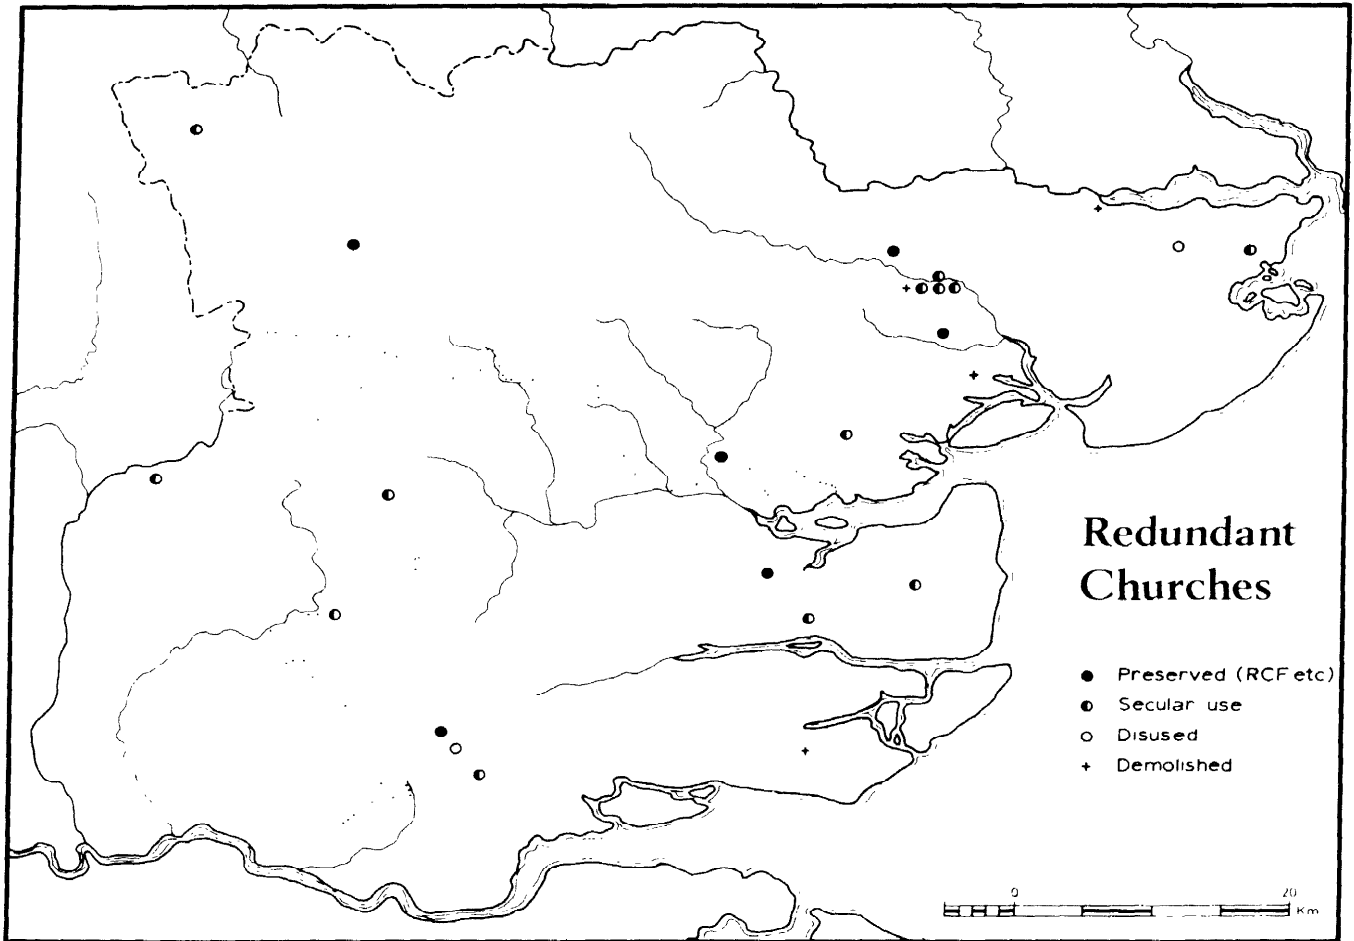 Redundant
Churches
Preserved (RCF etc)
Secular use
Disused
Demolished
0 20
Km